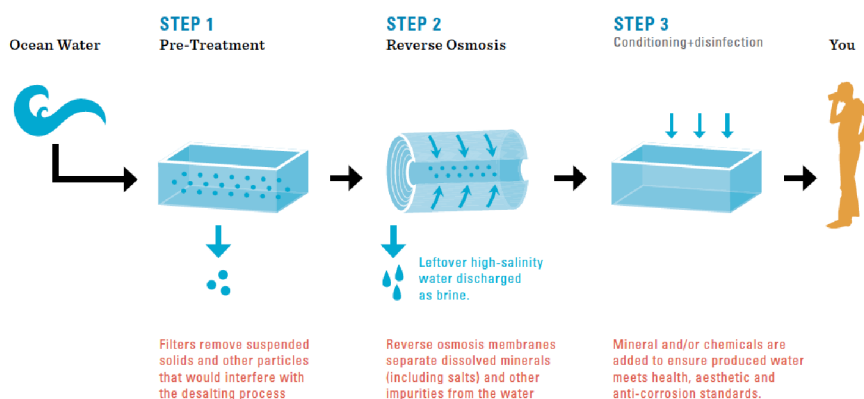 Ocean Water
STEP 1
Pre-Treatment
STEP 2
Reverse Osmosis
STEP 3
Conditioning+disinfection
You
Leftover high-salinity
water discharged
as brine.
Filters remove suspended
solids and other particles
that would interfere with
the desalting process
Reverse osmosis membranes
separate dissolved minerals
(including salts) and other
impurities from the water
Mineral and/or chemicals are
added to ensure produced water
meets health, aesthetic and
anti-corrosion standards.